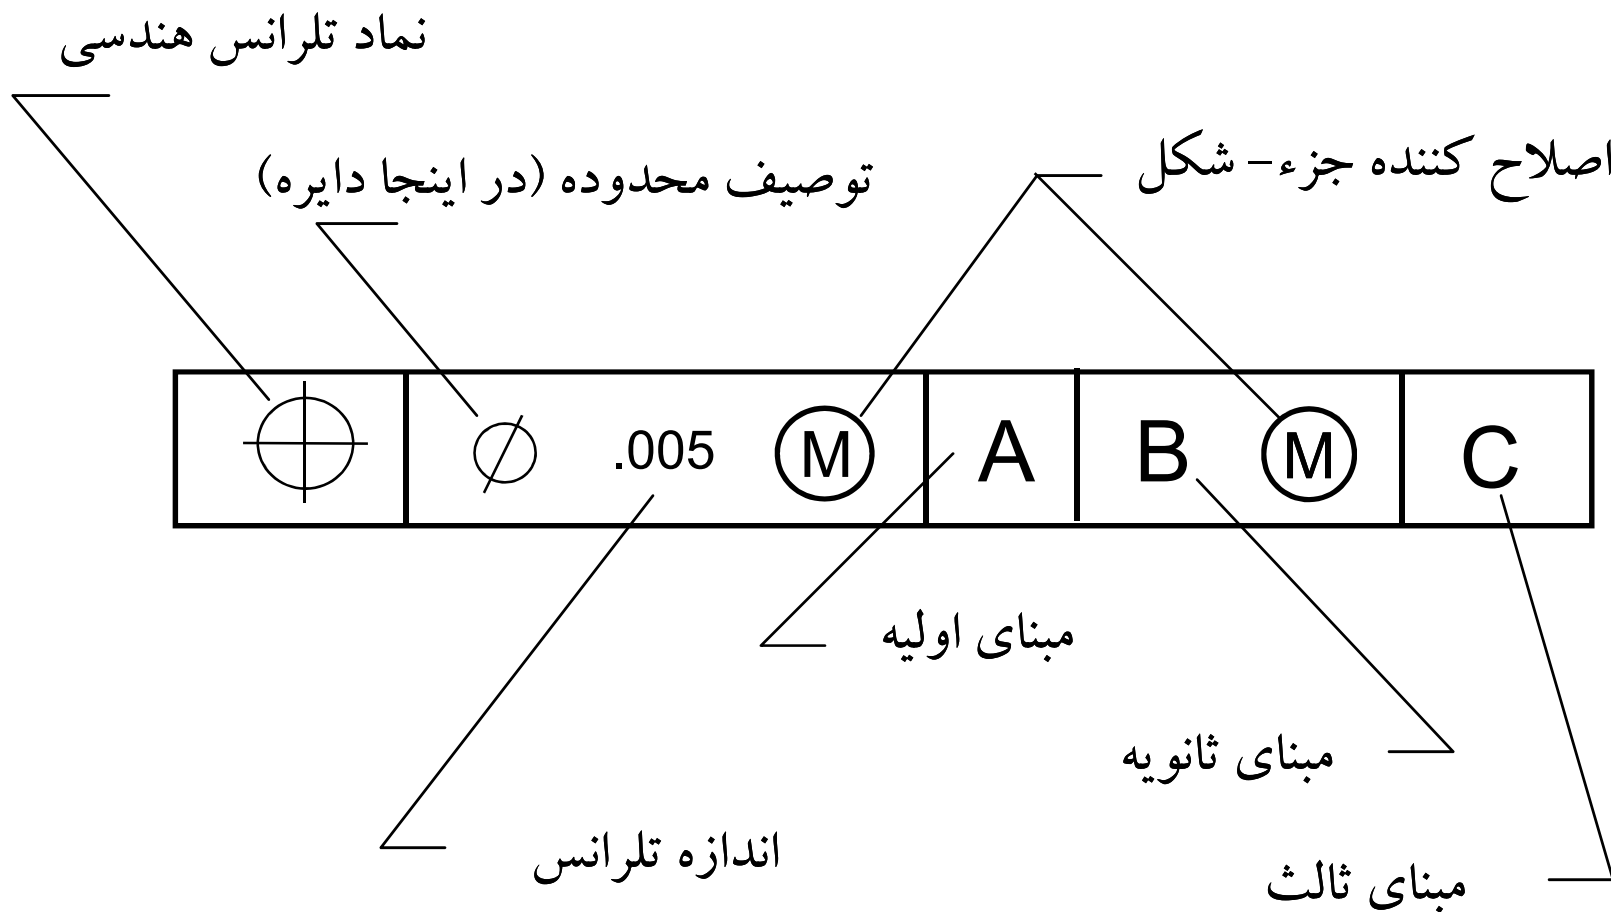 نماد تلرانس هندسی
اصلاح کننده جزء- شکل
توصیف محدوده (در اینجا دایره)
⌖ ⌀ .005 Ⓜ A B Ⓜ C
مبنای اولیه
مبنای ثانویه
اندازه تلرانس
مبنای ثالث